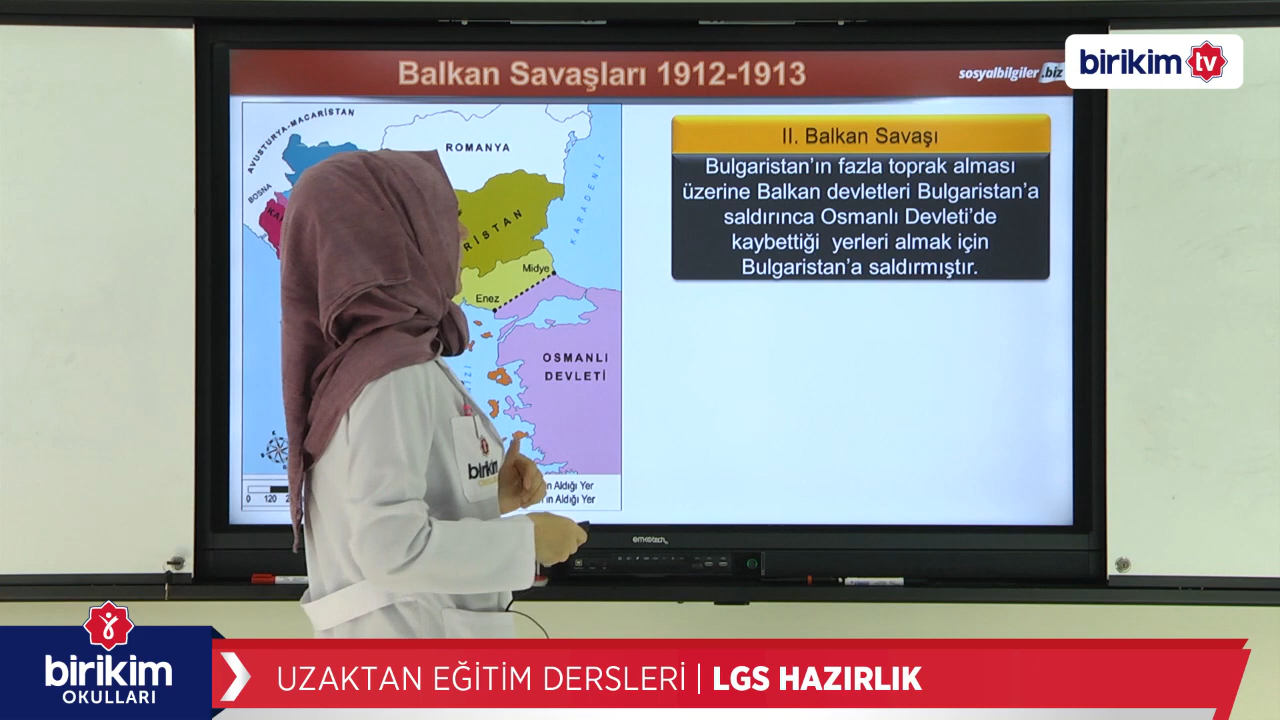 Balkan Savaşları 1912-1913
sosyalbilgiler.biz
birikim tv
AVUSTURYA-MACARİSTAN
ROMANYA
BOSNA
KARADENİZ
RİSTAN
Midye
Enez
OSMANLI
DEVLETİ
II. Balkan Savaşı
Bulgaristan'ın fazla toprak alması
üzerine Balkan devletleri Bulgaristan'a
saldırınca Osmanlı Devleti'de
kaybettiği yerleri almak için
Bulgaristan'a saldırmıştır.
Aldığı Yer
ın Aldığı Yer
0 120
birikim
birikim
OKULLARI
UZAKTAN EĞİTİM DERSLERİ | LGS HAZIRLIK